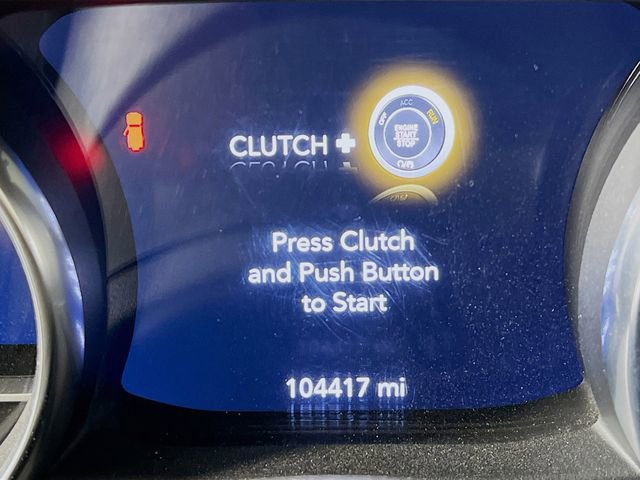 ACC
OFF
RUN
CLUTCH +
ENGINE
START
STOP
Press Clutch
and Push Button
to Start
104417 mi